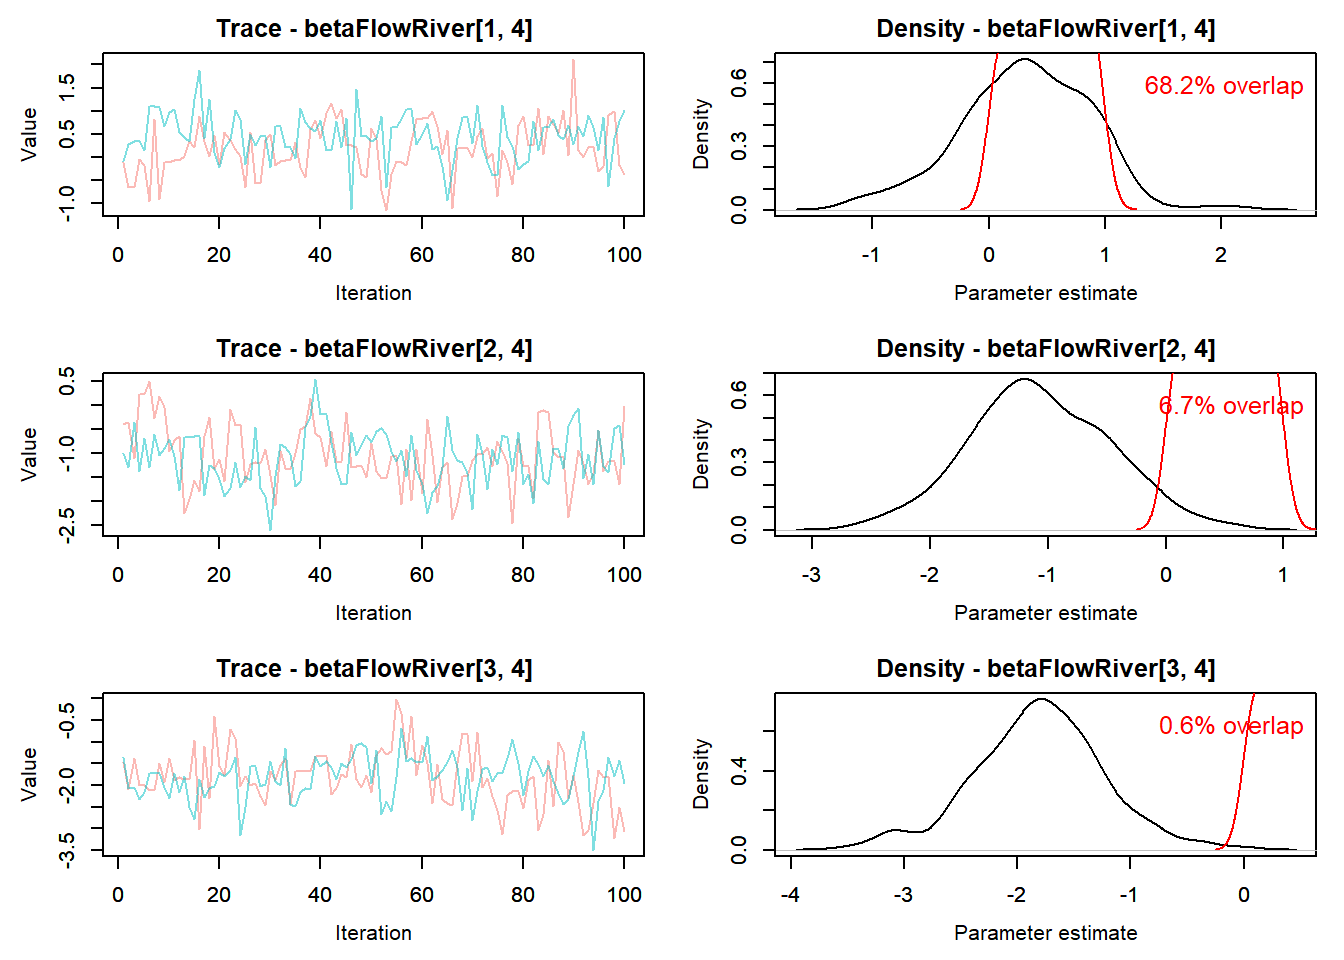 Trace - betaFlowRiver[1, 4]
Value
1.5
0.5
-1.0
0 20 40 60 80 100
Iteration
Density - betaFlowRiver[1, 4]
68.2% overlap
Density
0.6
0.3
0.0
-1 0 1 2
Parameter estimate
Trace - betaFlowRiver[2, 4]
Value
0.5
-1.0
-2.5
0 20 40 60 80 100
Iteration
Density - betaFlowRiver[2, 4]
6.7% overlap
Density
0.6
0.3
0.0
-3 -2 -1 0 1
Parameter estimate
Trace - betaFlowRiver[3, 4]
Value
-0.5
-2.0
-3.5
0 20 40 60 80 100
Iteration
Density - betaFlowRiver[3, 4]
0.6% overlap
Density
0.4
0.0
-4 -3 -2 -1 0
Parameter estimate